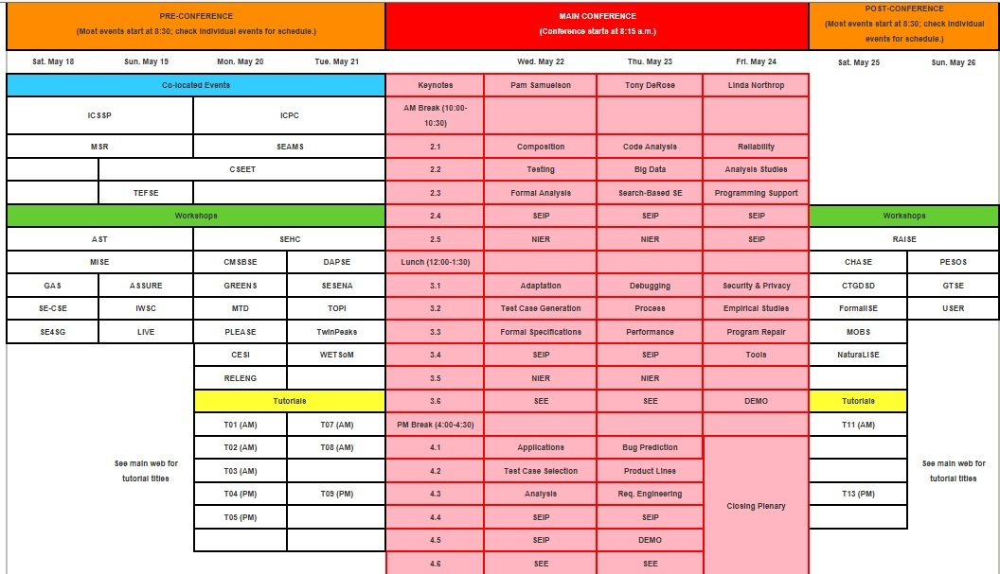 PRE-CONFERENCE
(Most events start at 8:30; check individual events for schedule.)
MAIN CONFERENCE
(Conference starts at 8:15 a.m.)
POST-CONFERENCE
(Most events start at 8:30; check individual
events for schedule.)
Sat. May 18 Sun. May 19 Mon. May 20 Tue. May 21 Wed. May 22 Thu. May 23 Fri. May 24 Sat. May 25 Sun. May 26
Co-located Events Keynotes Pam Samuelson Tony DeRose Linda Northrop
ICSSP ICPC AM Break (10:00-
10:30)
MSR SEAMS 2.1 Composition Code Analysis Reliability
CSEET 2.2 Testing Big Data Analysis Studies
TEFSE 2.3 Formal Analysis Search-Based SE Programming Support
Workshops 2.4 SEIP SEIP SEIP Workshops
AST SEHC 2.5 NIER NIER SEIP RAISE
MISE CMSBSE DAPSE Lunch (12:00-1:30) CHASE PESOS
GAS ASSURE GREENS SESENA 3.1 Adaptation Debugging Security & Privacy CTGDSD GTSE
SE-CSE IWSC MTD TOPI 3.2 Test Case Generation Process Empirical Studies FormaliSE USER
SE4SG LIVE PLEASE TwinPeaks 3.3 Formal Specifications Performance Program Repair MOBS
CESI WETSoM 3.4 SEIP SEIP Tools NaturaLiSE
RELENG 3.5 NIER NIER
Tutorials 3.6 SEE SEE DEMO Tutorials
T01 (AM) T07 (AM) PM Break (4:00-4:30) T11 (AM)
T02 (AM) T08 (AM) 4.1 Applications Bug Prediction
See main web for
tutorial titles
T03 (AM) 4.2 Test Case Selection Product Lines
See main web for
tutorial titles
T04 (PM) T09 (PM) 4.3 Analysis Req. Engineering Closing Plenary T13 (PM)
T05 (PM) 4.4 SEIP SEIP
4.5 SEIP DEMO
4.6 SEE SEE